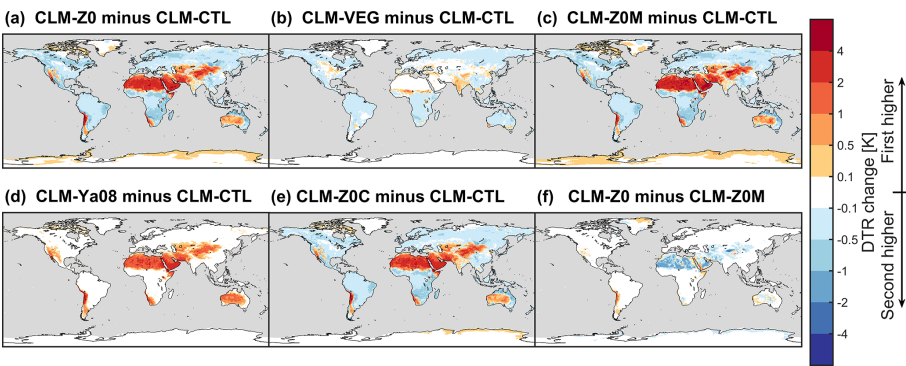 (a) CLM-Z0 minus CLM-CTL
(b) CLM-VEG minus CLM-CTL
(c) CLM-Z0M minus CLM-CTL
(d) CLM-Ya08 minus CLM-CTL
(e) CLM-Z0C minus CLM-CTL
(f) CLM-Z0 minus CLM-Z0M
4
2
1
0.5
0.1
-0.1
-0.5
-1
-2
-4
DTR change [K]
First higher
Second higher